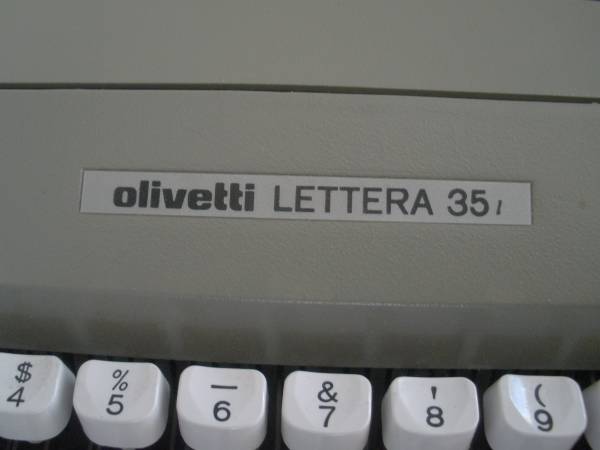 olivetti LETTERA 35 l
$ % _ & ' (
4 5 6 7 8 9